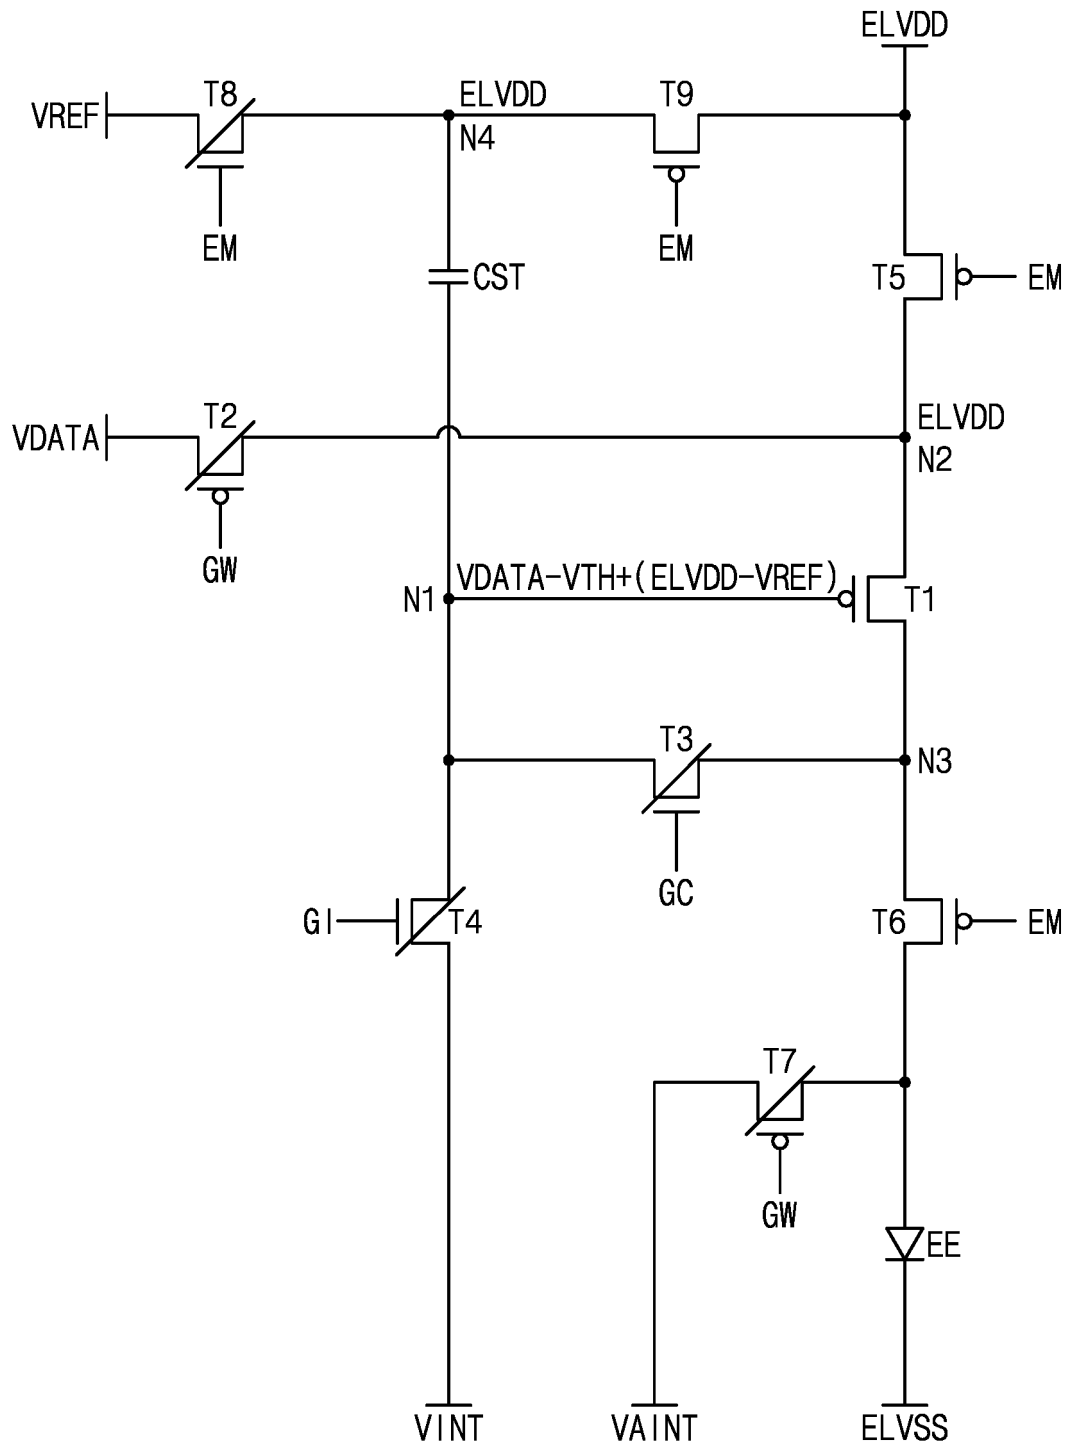 ELVDD
T8
ELVDD
T9
VREF
N4
EM
EM
CST
T5
EM
T2
ELVDD
VDATA
N2
GW
VDATA-VTH+(ELVDD-VREF)
N1
T1
T3
N3
GC
GI
T4
T6
EM
T7
GW
EE
VINT
VAINT
ELVSS